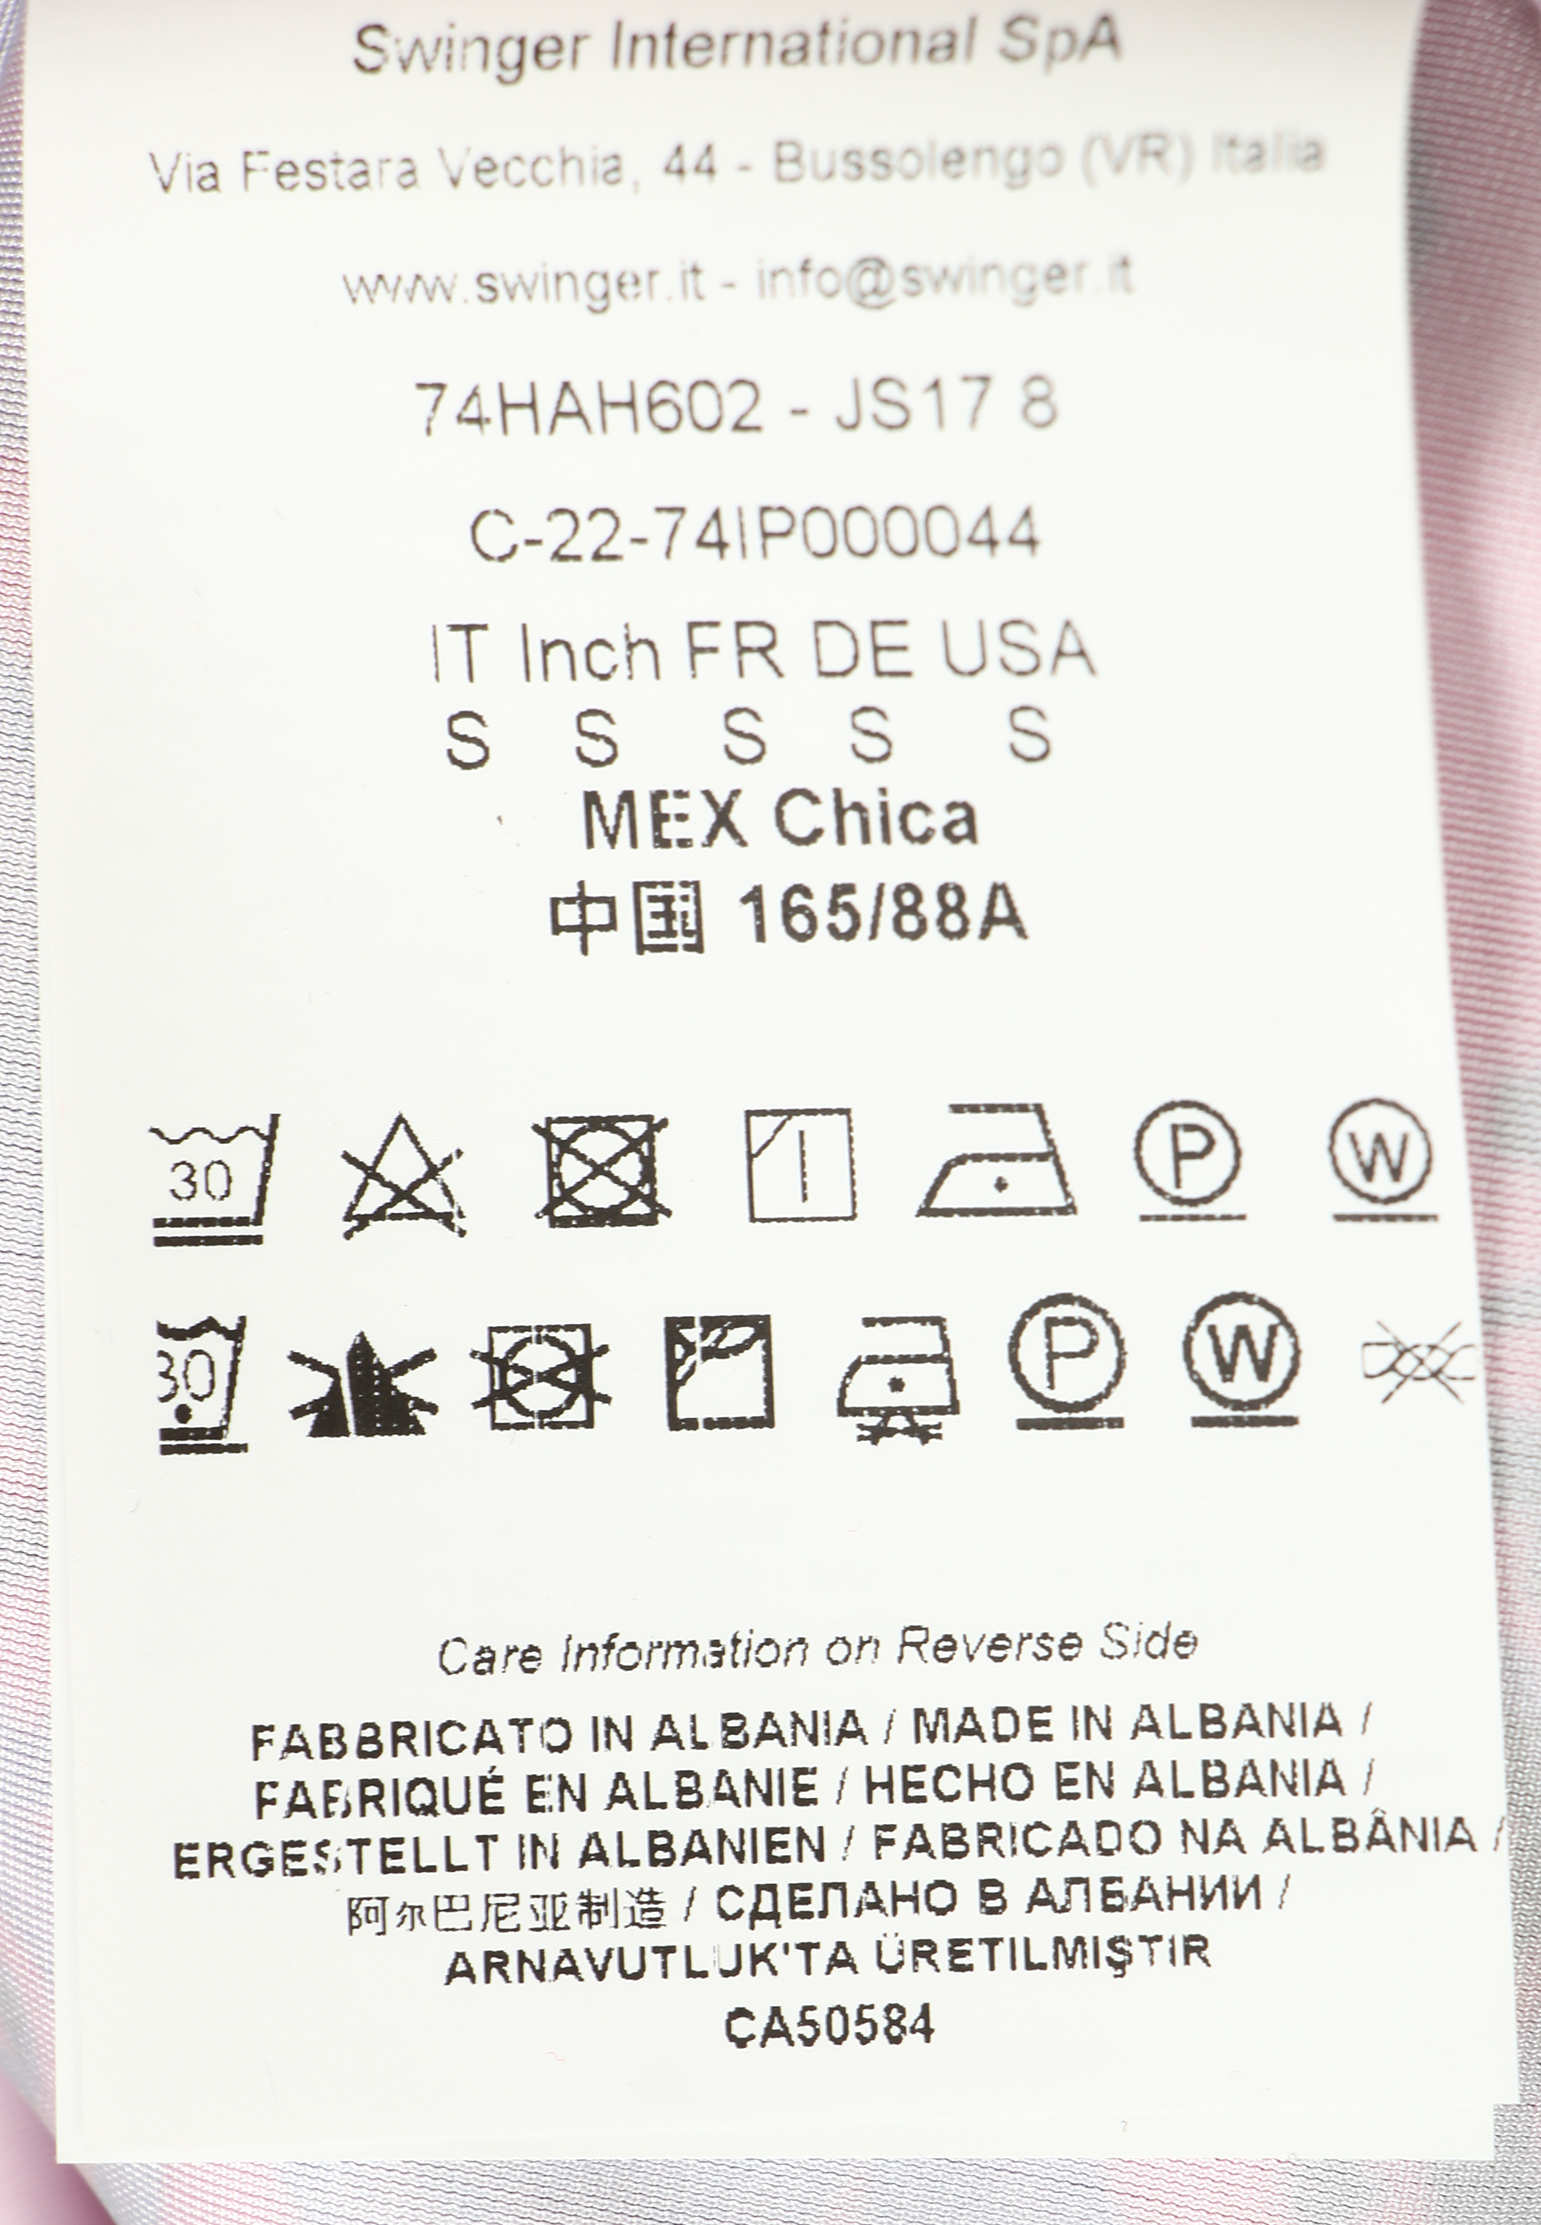 Swinger International SpA
Via Festara Vecchia, 44 - Bussolengo (VR) Italia
www.swinger.it - info@swinger.it
74HAH602 - JS17 8
C-22-74IP000044
IT Inch FR DE USA
S S S S S
MEX Chica
中国 165/88A
30 P W
30 P W
Care Information on Reverse Side
FABBRICATO IN ALBANIA / MADE IN ALBANIA /
FABRIQUÉ EN ALBANIE / HECHO EN ALBANIA /
ERGESTELLT IN ALBANIEN / FABRICADO NA ALBÂNIA /
阿尔巴尼亚制造 / СДЕЛАНО В АЛБАНИИ /
ARNAVUTLUK'TA ÜRETILMIŞTIR
CA50584